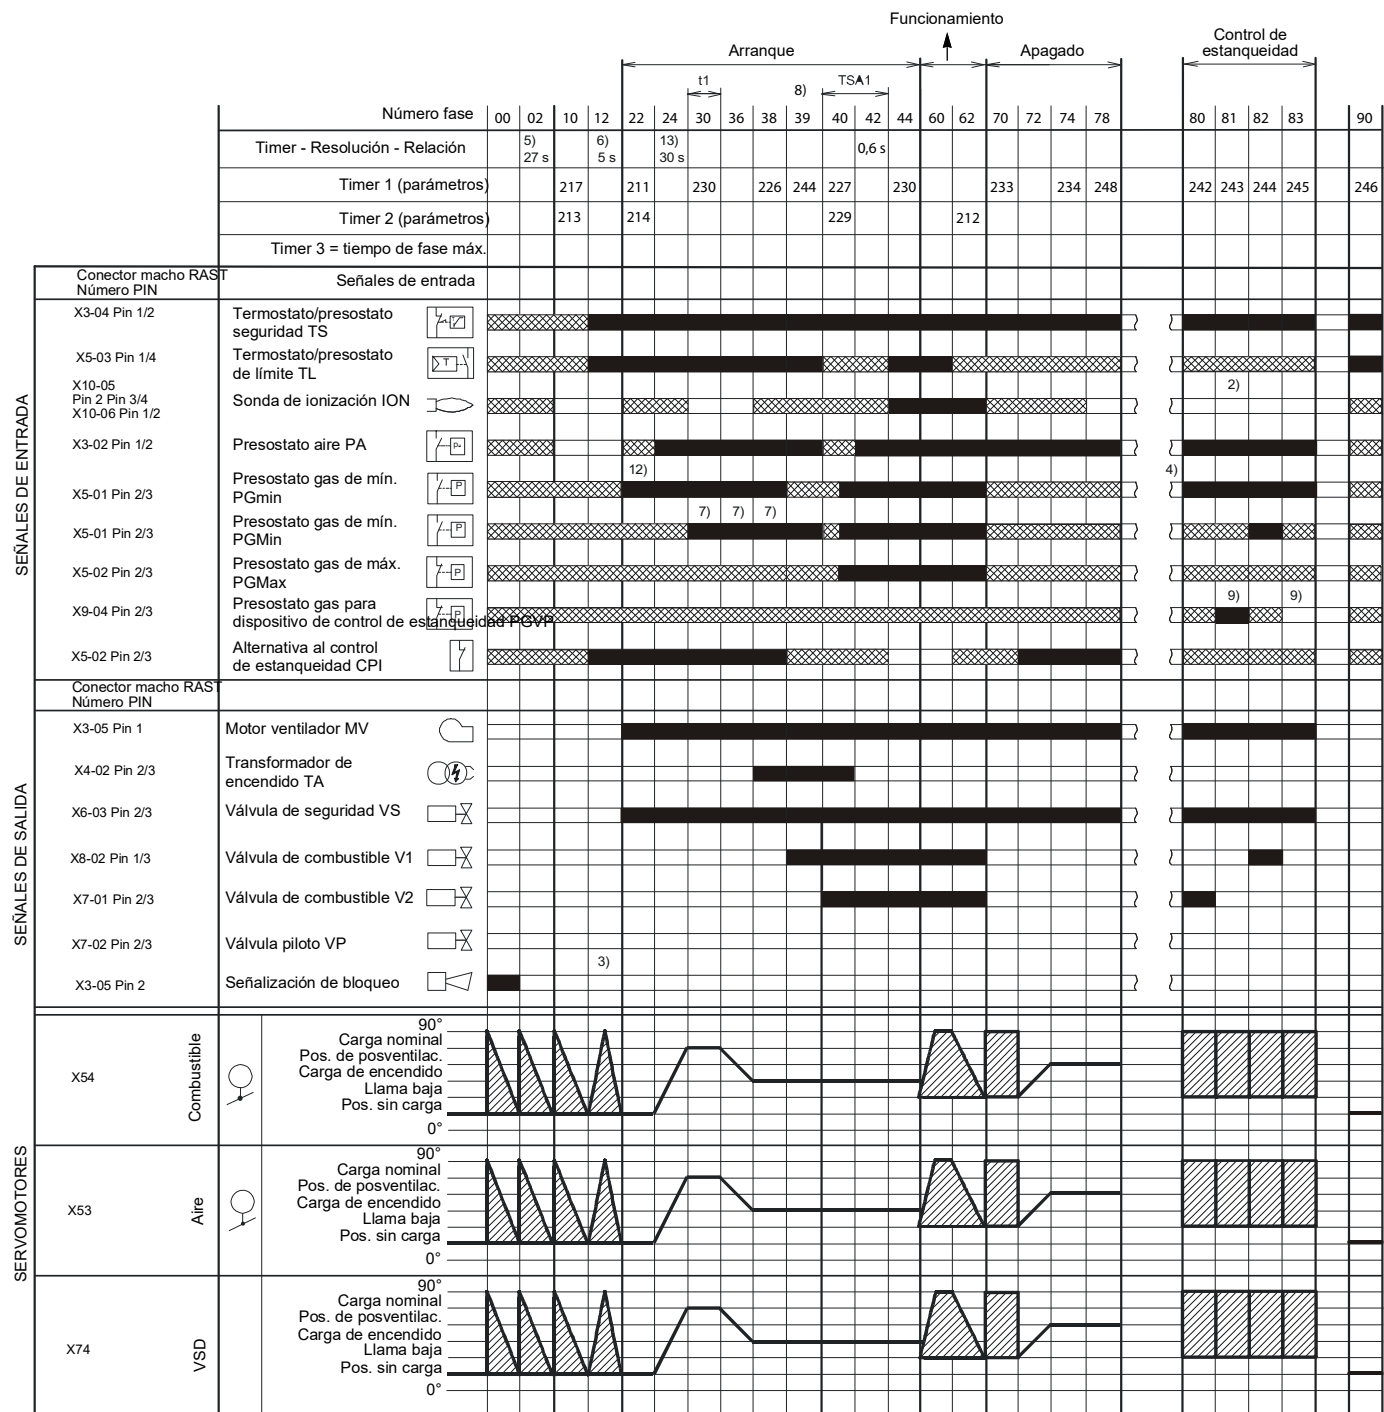 Funcionamiento
Arranque
Apagado
Control de
estanqueidad
t1
8)
TSA1
Número fase 00 02 10 12 22 24 30 36 38 39 40 42 44 60 62 70 72 74 78 80 81 82 83 90
Timer - Resolución - Relación 5) 27 s 6) 5 s 13) 30 s 0,6 s
Timer 1 (parámetros) 217 211 230 226 244 227 230 233 234 248 242 243 244 245 246
Timer 2 (parámetros) 213 214 229 212
Timer 3 = tiempo de fase máx.
Conector macho RAST
Número PIN
Señales de entrada
SEÑALES DE ENTRADA
X3-04 Pin 1/2
Termostato/presostato
seguridad TS
X5-03 Pin 1/4
Termostato/presostato
de límite TL
2)
X10-05
Pin 2 Pin 3/4
X10-06 Pin 1/2
Sonda de ionización ION
X3-02 Pin 1/2
Presostato aire PA
P
12)
4)
X5-01 Pin 2/3
Presostato gas de mín.
PGmin
P
7) 7) 7)
X5-01 Pin 2/3
Presostato gas de mín.
PGMin
P
X5-02 Pin 2/3
Presostato gas de máx.
PGMax
P
9) 9)
X9-04 Pin 2/3
Presostato gas para
dispositivo de control de estanqueidad PGVP
P
X5-02 Pin 2/3
Alternativa al control
de estanqueidad CPI
Conector macho RAST
Número PIN
SEÑALES DE SALIDA
X3-05 Pin 1
Motor ventilador MV
X4-02 Pin 2/3
Transformador de
encendido TA
X6-03 Pin 2/3
Válvula de seguridad VS
X8-02 Pin 1/3
Válvula de combustible V1
X7-01 Pin 2/3
Válvula de combustible V2
X7-02 Pin 2/3
Válvula piloto VP
3)
X3-05 Pin 2
Señalización de bloqueo
SERVOMOTORES
X54
Combustible
90°
Carga nominal
Pos. de posventilac.
Carga de encendido
Llama baja
Pos. sin carga
0°
X53
Aire
90°
Carga nominal
Pos. de posventilac.
Carga de encendido
Llama baja
Pos. sin carga
0°
X74
VSD
90°
Carga nominal
Pos. de posventilac.
Carga de encendido
Llama baja
Pos. sin carga
0°